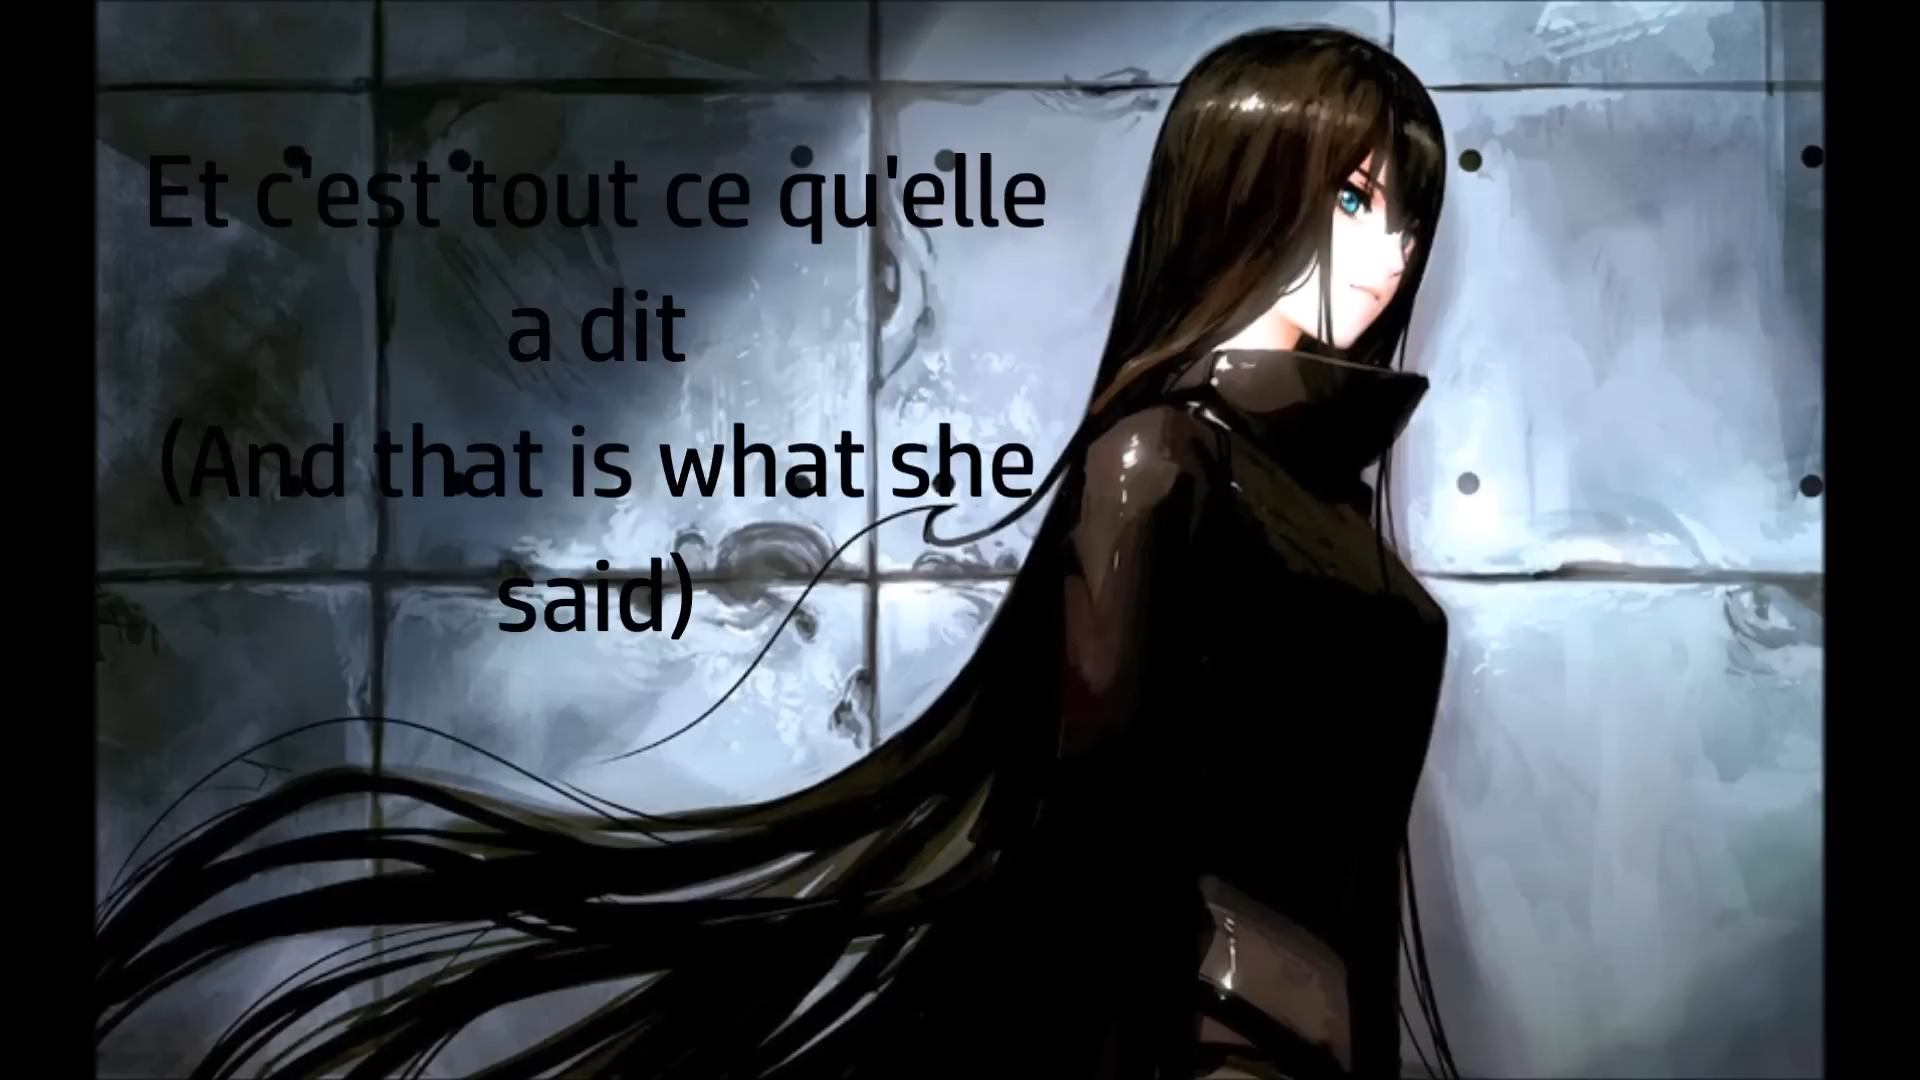 Et c'est tout ce qu'elle
a dit
(And that is what she
said)